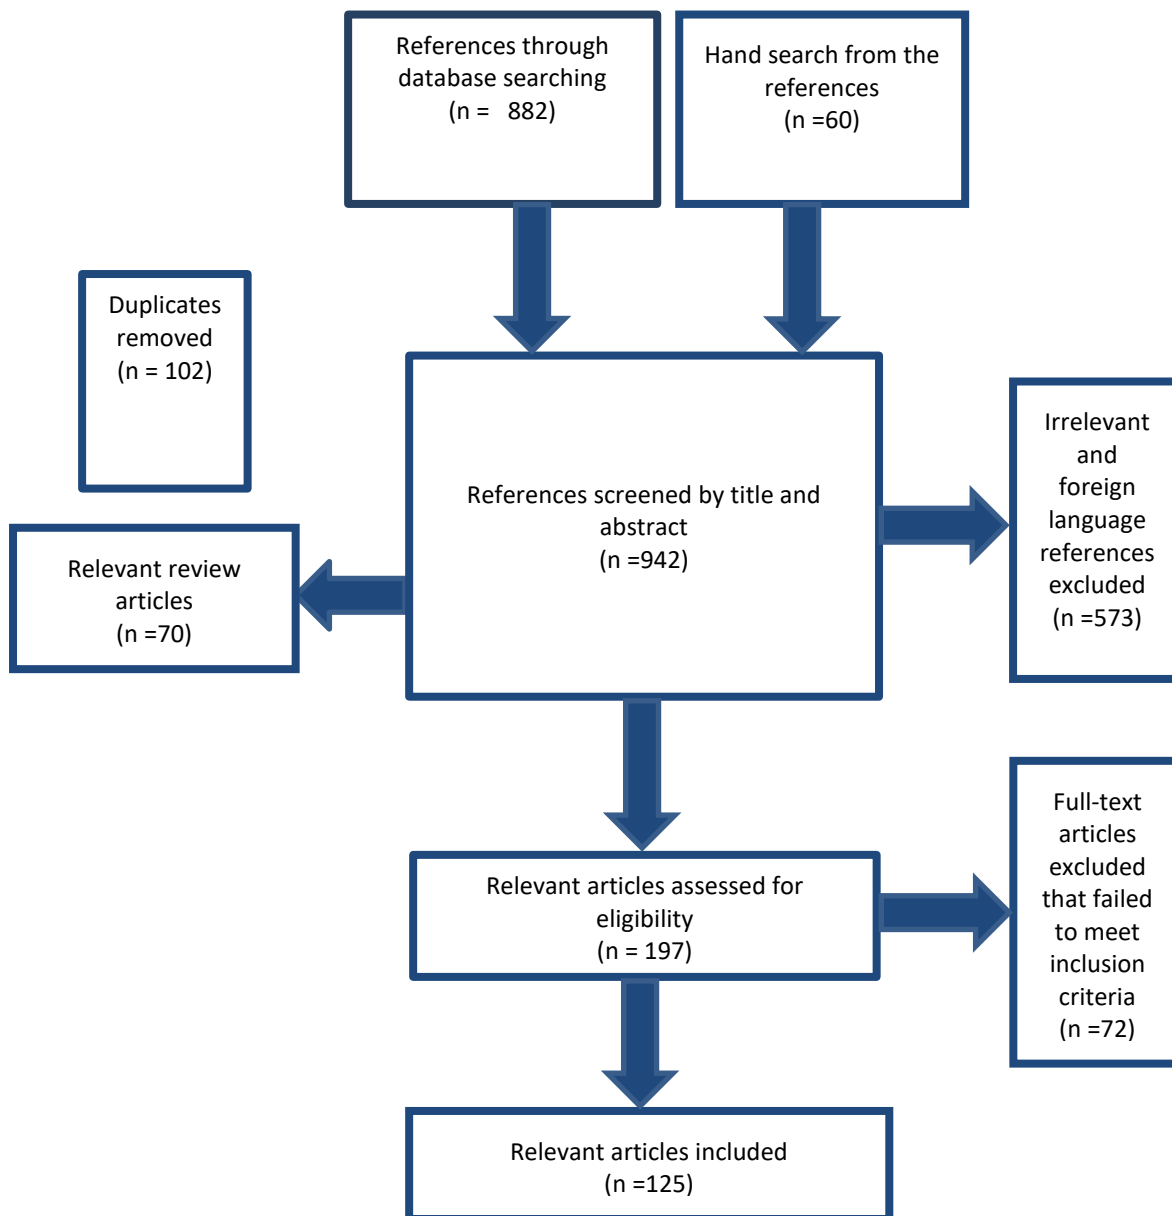 References through
database searching
(n =   882)
Hand search from the
references
(n =60)
Duplicates
removed
(n = 102)
References screened by title and
abstract
(n =942)
Irrelevant
and
foreign
language
references
excluded
(n =573)
Relevant review
articles
(n =70)
Relevant articles assessed for
eligibility
(n = 197)
Full-text
articles
excluded
that failed
to meet
inclusion
criteria
(n =72)
Relevant articles included
(n =125)